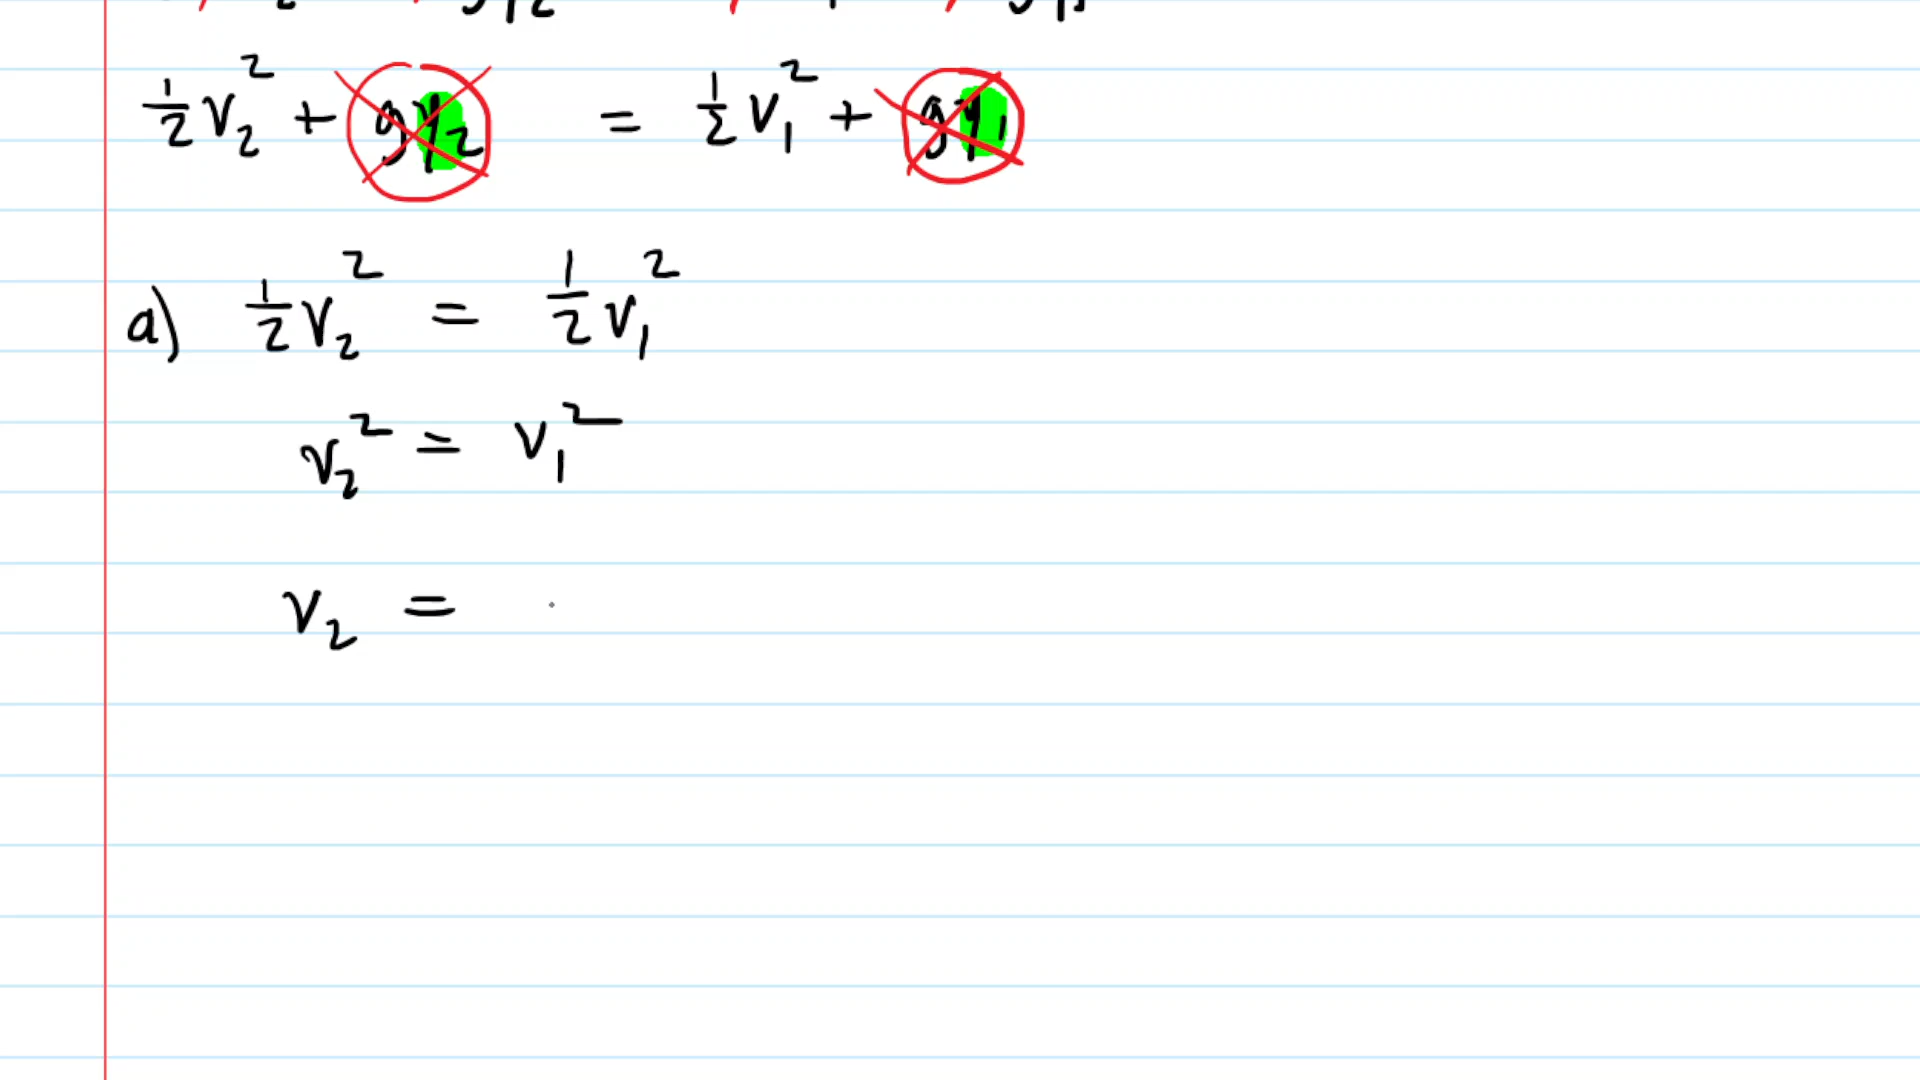 ½v₂² + gy₂ = ½v₁² + gy₁
a) ½v₂² = ½v₁²
v₂² = v₁²
v₂ =